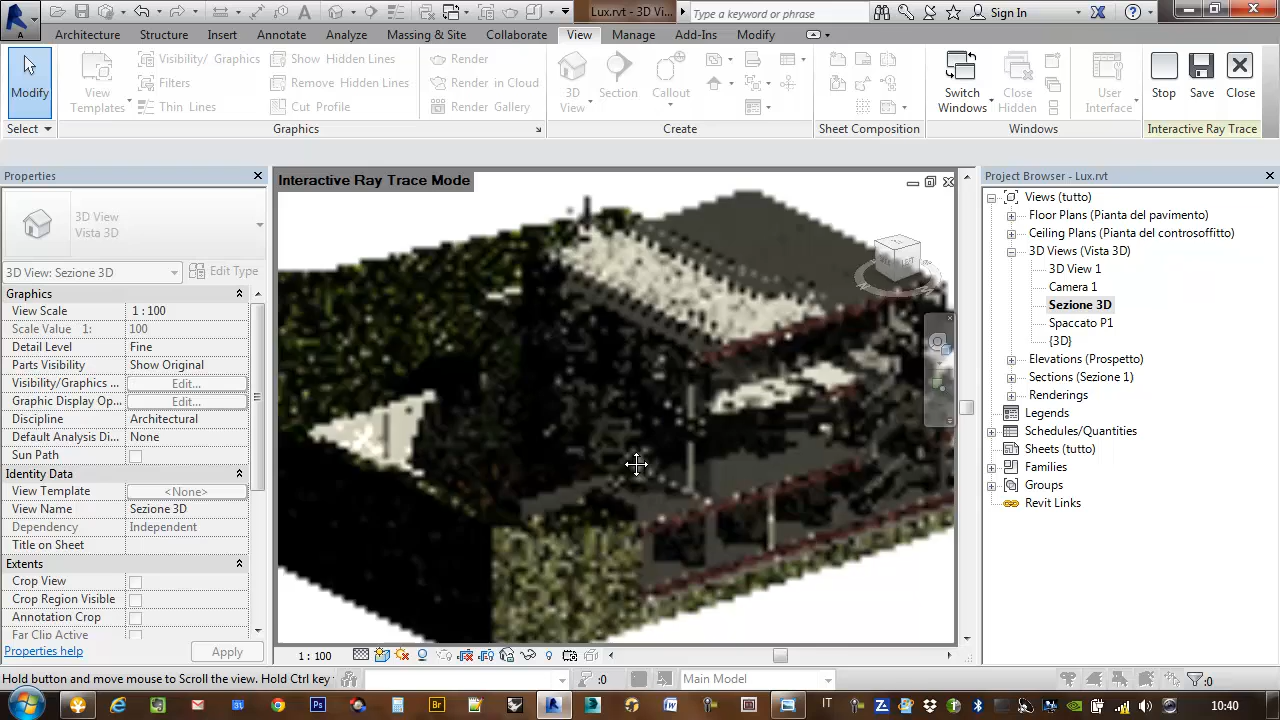 Lux.rvt - 3D Vi...
Type a keyword or phrase
Sign In
Architecture Structure Insert Annotate Analyze Massing & Site Collaborate View Manage Add-Ins Modify
Modify
View Templates
Visibility/ Graphics
Filters
Thin Lines
Show Hidden Lines
Remove Hidden Lines
Cut Profile
Render
Render in Cloud
Render Gallery
3D View
Section
Callout
Switch Windows
Close Hidden
User Interface
Stop
Save
Close
Select
Graphics
Create
Sheet Composition
Windows
Interactive Ray Trace
Properties
3D View
Vista 3D
3D View: Sezione 3D
Edit Type
Graphics
View Scale 1 : 100
Scale Value 1: 100
Detail Level Fine
Parts Visibility Show Original
Visibility/Graphics ... Edit...
Graphic Display Op... Edit...
Discipline Architectural
Default Analysis Di... None
Sun Path
Identity Data
View Template <None>
View Name Sezione 3D
Dependency Independent
Title on Sheet
Extents
Crop View
Crop Region Visible
Annotation Crop
Far Clip Active
Properties help
Apply
Interactive Ray Trace Mode
1 : 100
Project Browser - Lux.rvt
Views (tutto)
Floor Plans (Pianta del pavimento)
Ceiling Plans (Pianta del controsoffitto)
3D Views (Vista 3D)
3D View 1
Camera 1
Sezione 3D
Spaccato P1
{3D}
Elevations (Prospetto)
Sections (Sezione 1)
Renderings
Legends
Schedules/Quantities
Sheets (tutto)
Families
Groups
Revit Links
Hold button and move mouse to Scroll the view. Hold Ctrl key
:0
Main Model
:0
IT
10:40